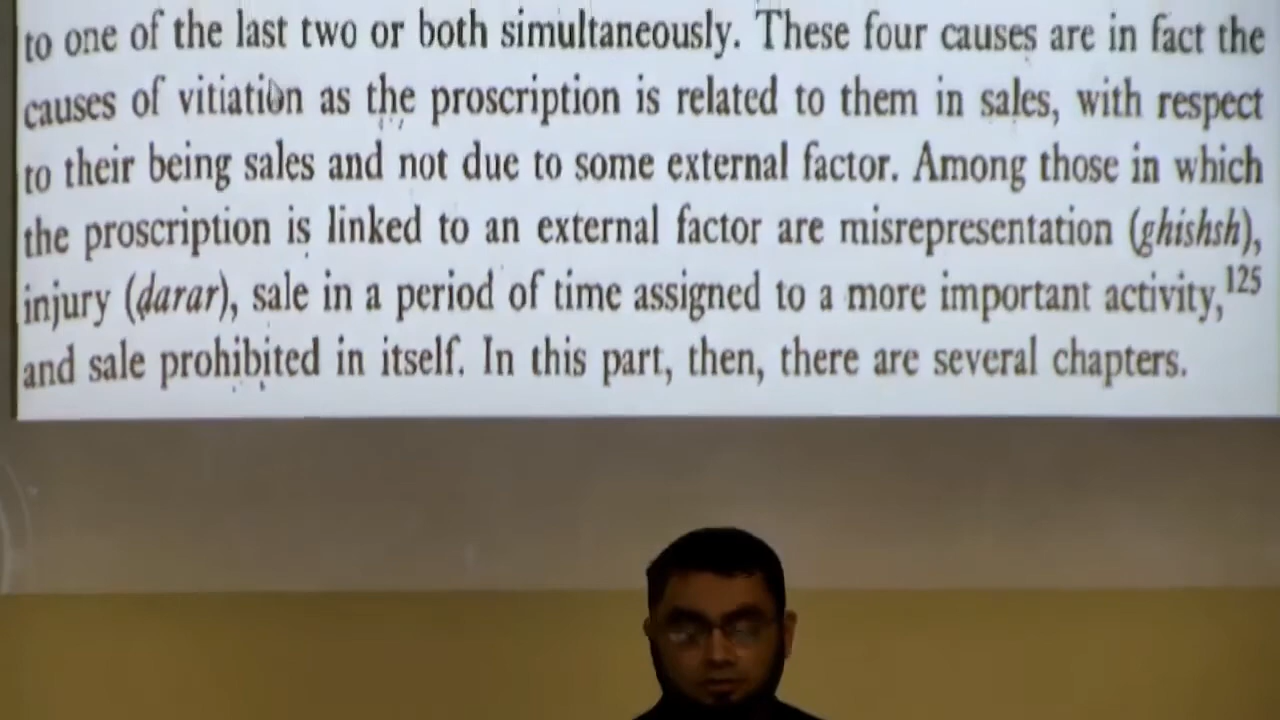 to one of the last two or both simultaneously. These four causes are in fact the
causes of vitiation as the proscription is related to them in sales, with respect
to their being sales and not due to some external factor. Among those in which
the proscription is linked to an external factor are misrepresentation (ghishsh),
injury (ḍarar), sale in a period of time assigned to a more important activity,125
and sale prohibited in itself. In this part, then, there are several chapters.